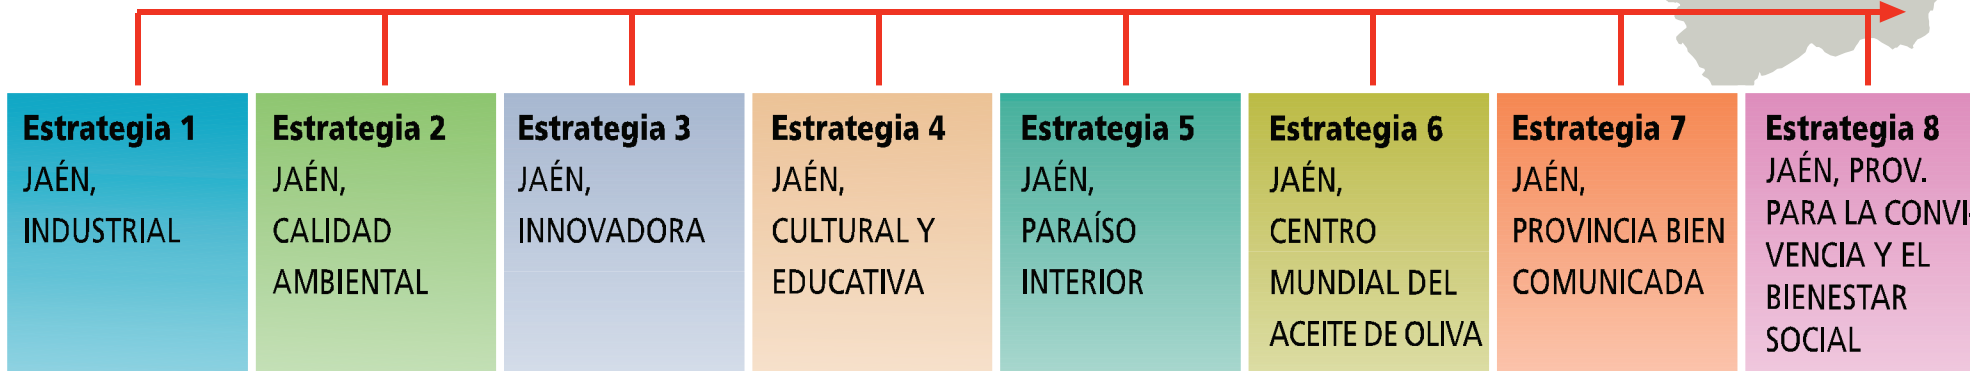 Estrategia 1
JAÉN,
INDUSTRIAL
Estrategia 2
JAÉN,
CALIDAD
AMBIENTAL
Estrategia 3
JAÉN,
INNOVADORA
Estrategia 4
JAÉN,
CULTURAL Y
EDUCATIVA
Estrategia 5
JAÉN,
PARAÍSO
INTERIOR
Estrategia 6
JAÉN,
CENTRO
MUNDIAL DEL
ACEITE DE OLIVA
Estrategia 7
JAÉN,
PROVINCIA BIEN
COMUNICADA
Estrategia 8
JAÉN, PROV.
PARA LA CONVI-
VENCIA Y EL
BIENESTAR
SOCIAL